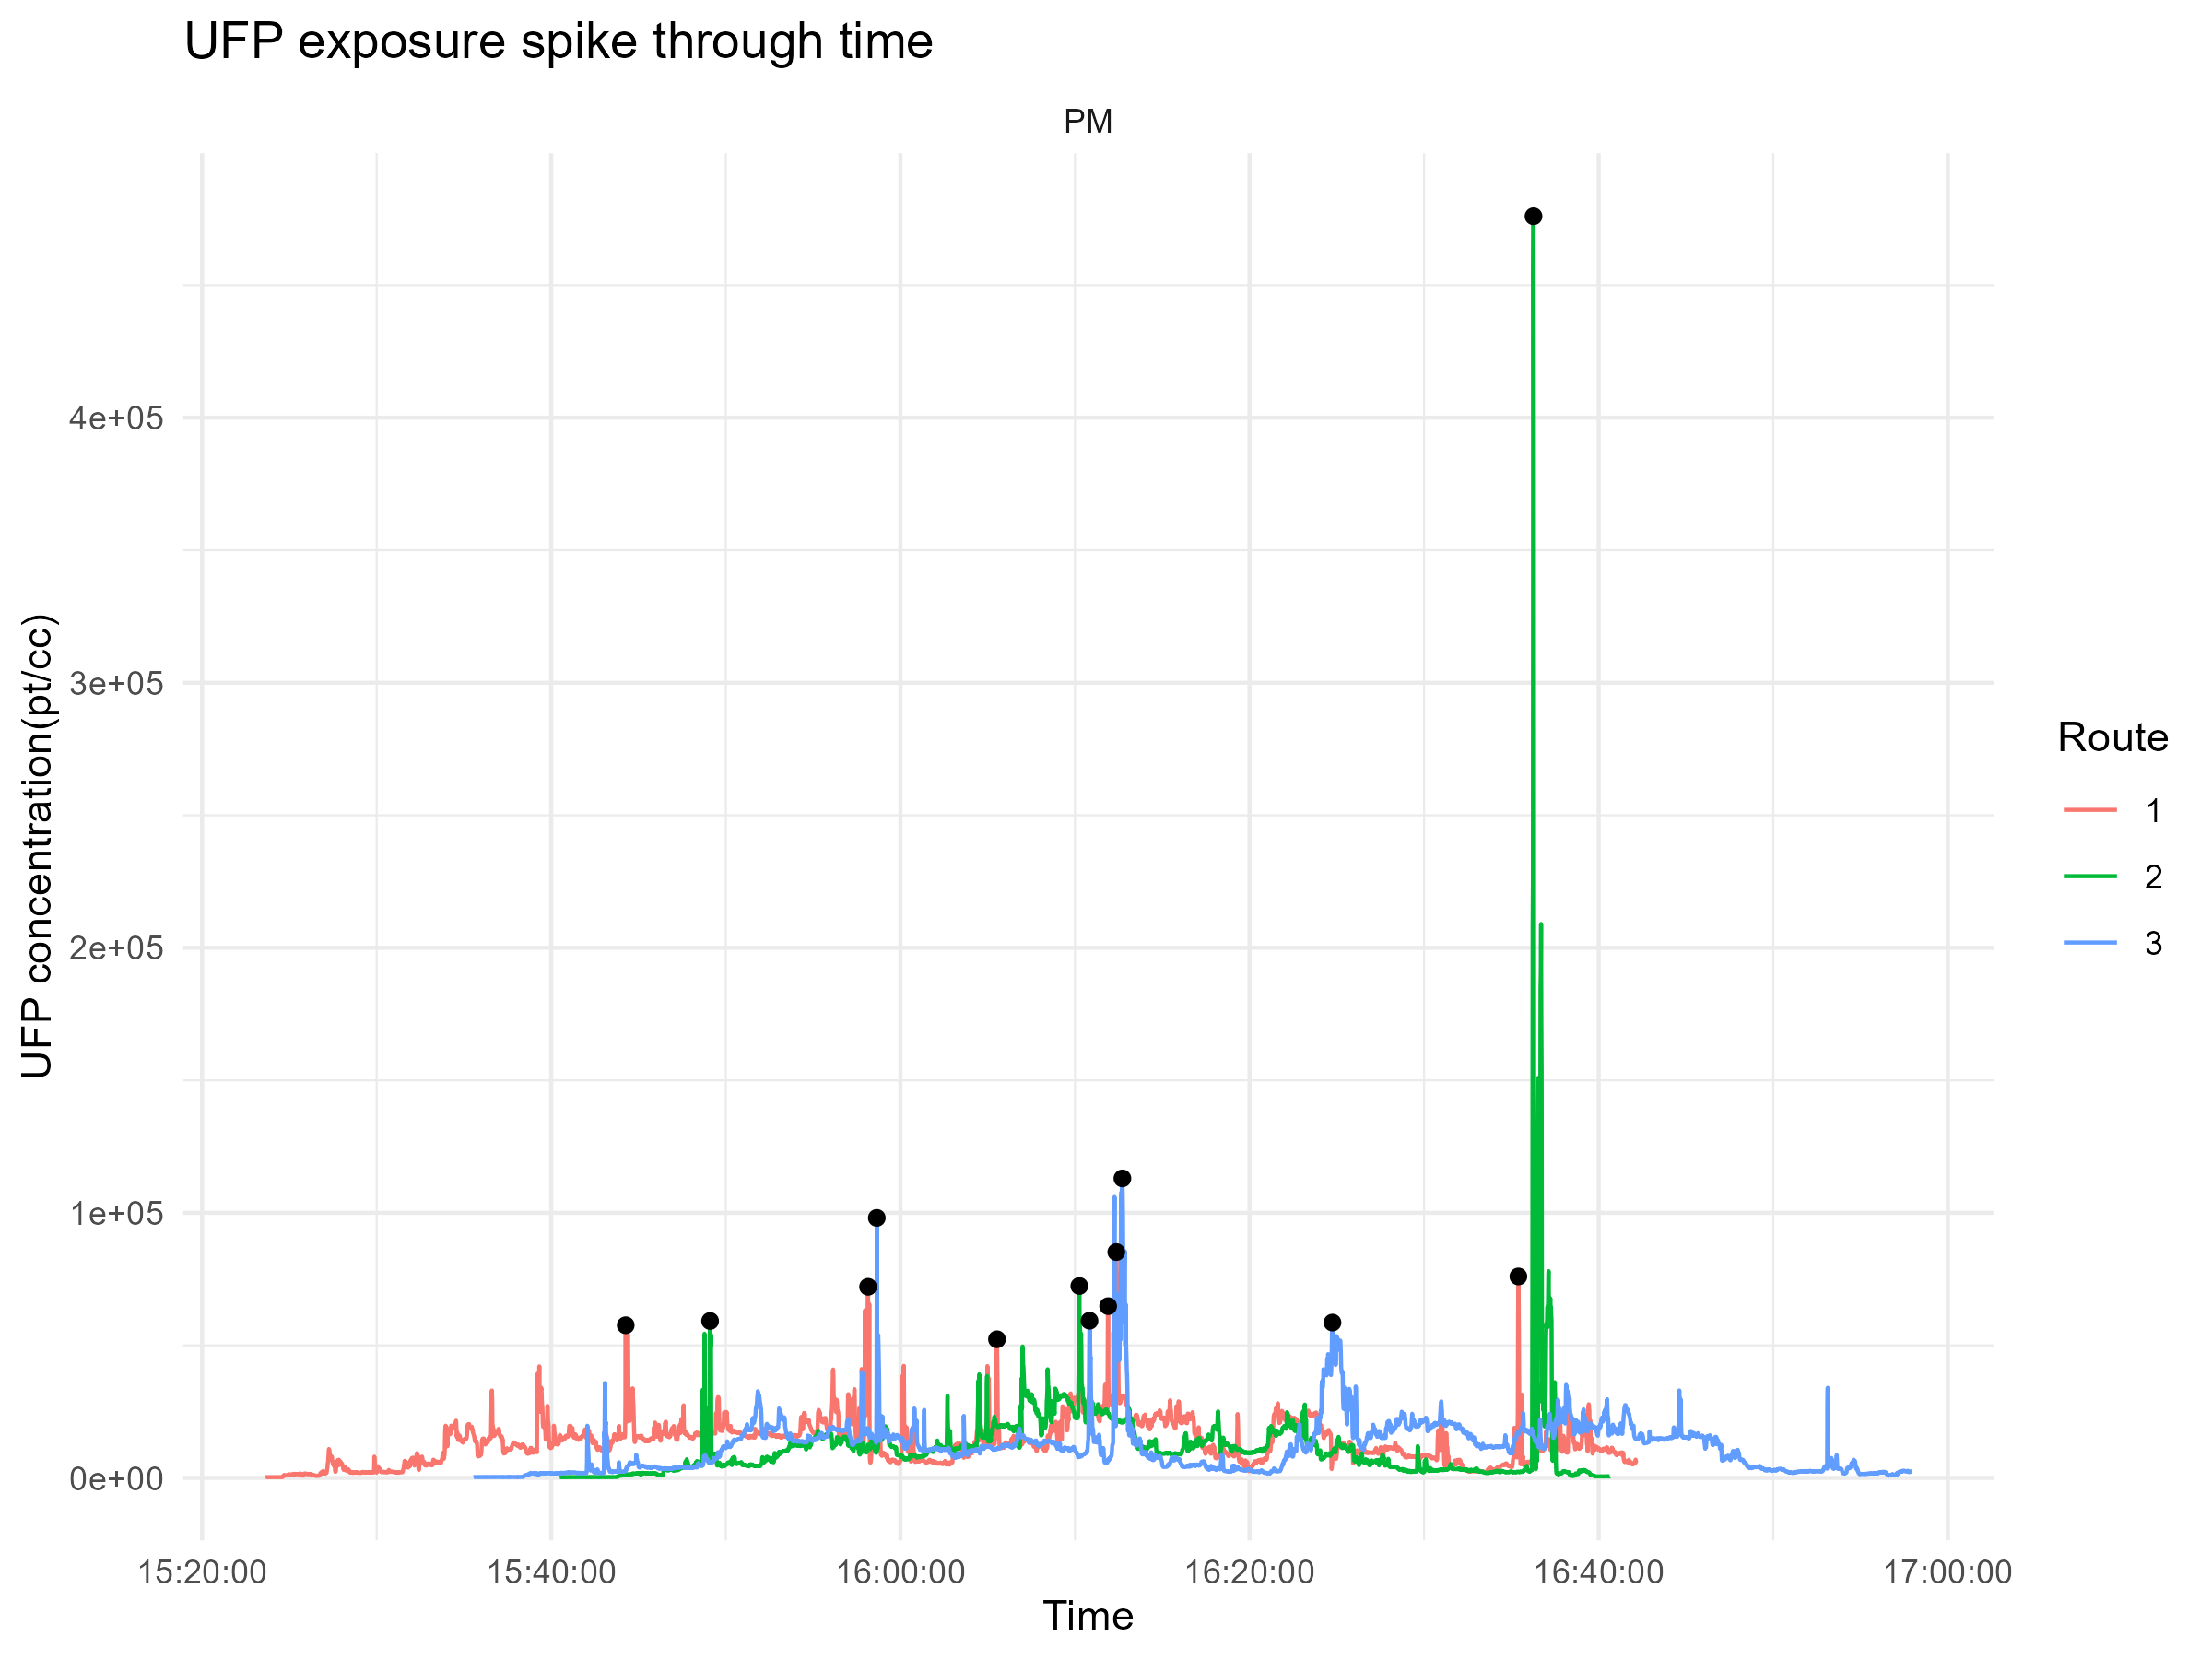 UFP exposure spike through time
PM
UFP concentration(pt/cc)
4e+05
3e+05
2e+05
1e+05
0e+00
15:20:00
15:40:00
16:00:00
16:20:00
16:40:00
17:00:00
Time
Route
1
2
3